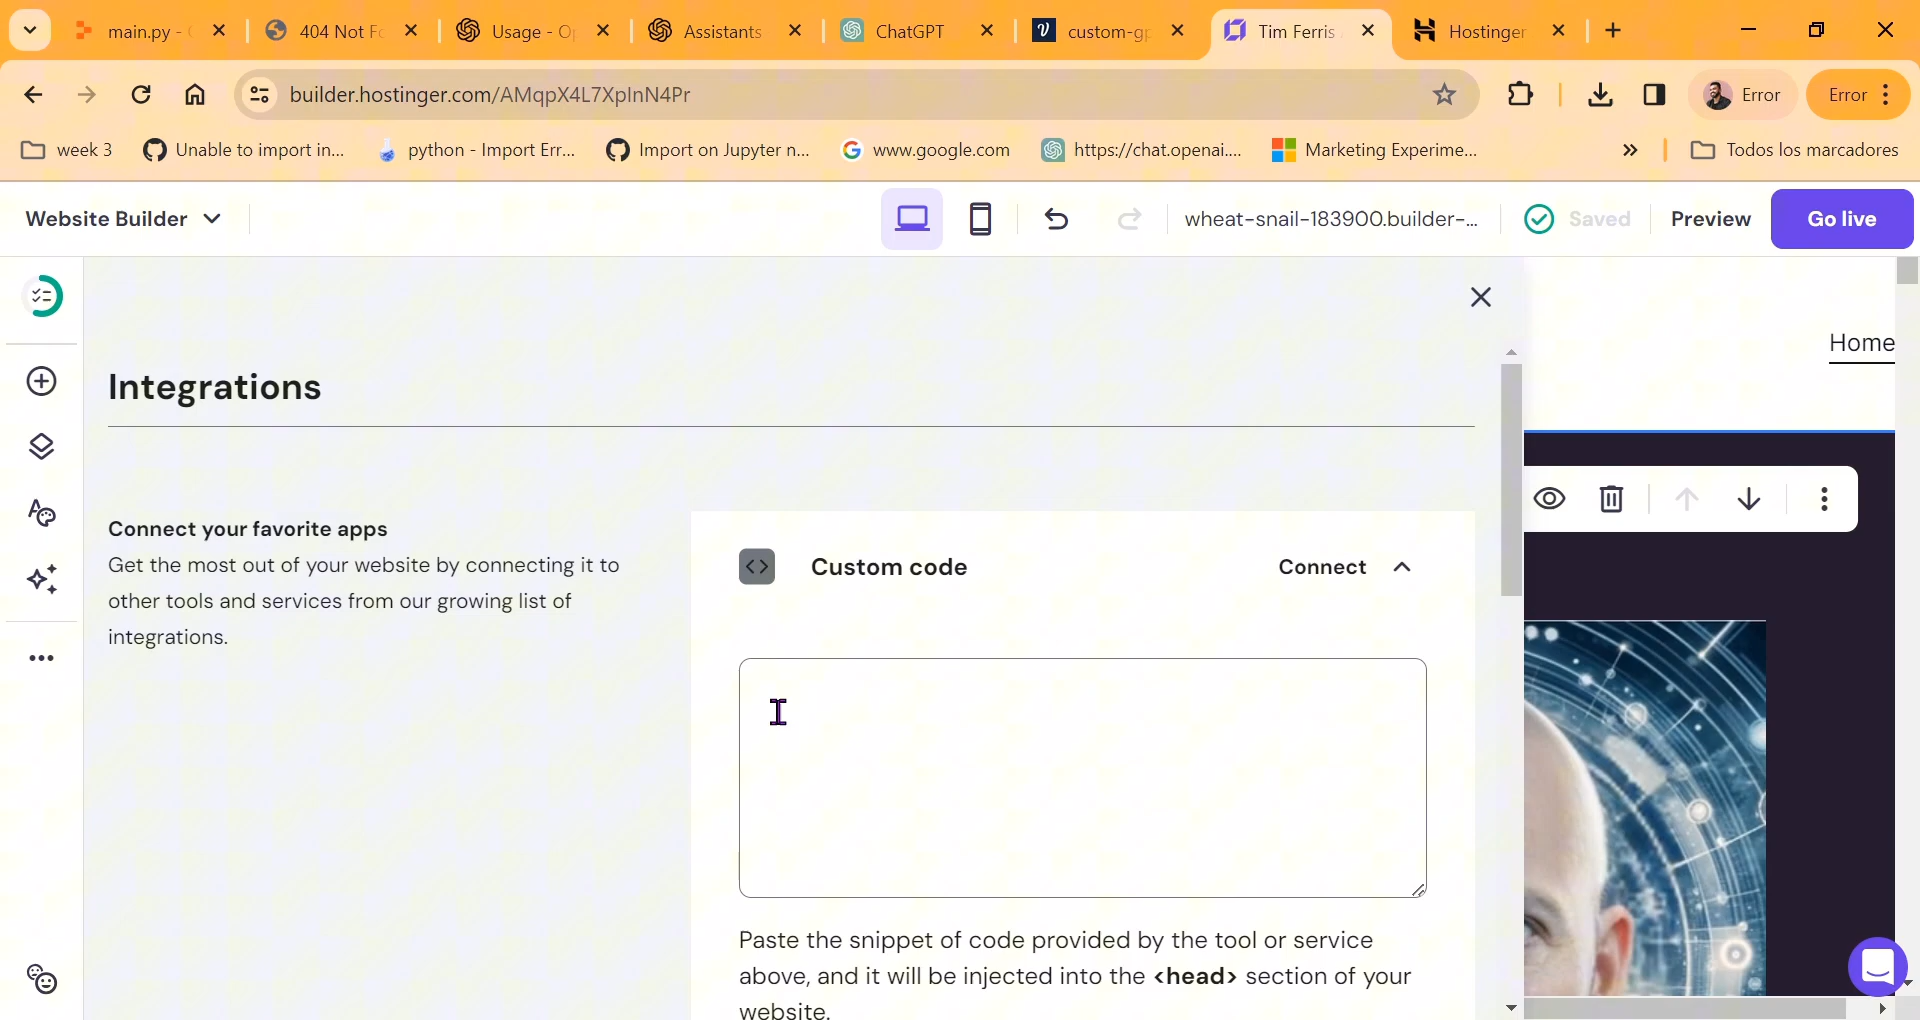 main.py -
404 Not Fo
Usage - Op
Assistants
ChatGPT
custom-gp
Tim Ferris
Hostinger
builder.hostinger.com/AMqpX4L7XpInN4Pr
Error
Error
week 3
Unable to import in...
python - Import Err...
Import on Jupyter n...
www.google.com
https://chat.openai....
Marketing Experime...
Todos los marcadores
Website Builder
wheat-snail-183900.builder-...
Saved
Preview
Go live
Home
Integrations
Connect your favorite apps
Get the most out of your website by connecting it to
other tools and services from our growing list of
integrations.
Custom code
Connect
Paste the snippet of code provided by the tool or service
above, and it will be injected into the <head> section of your
website.